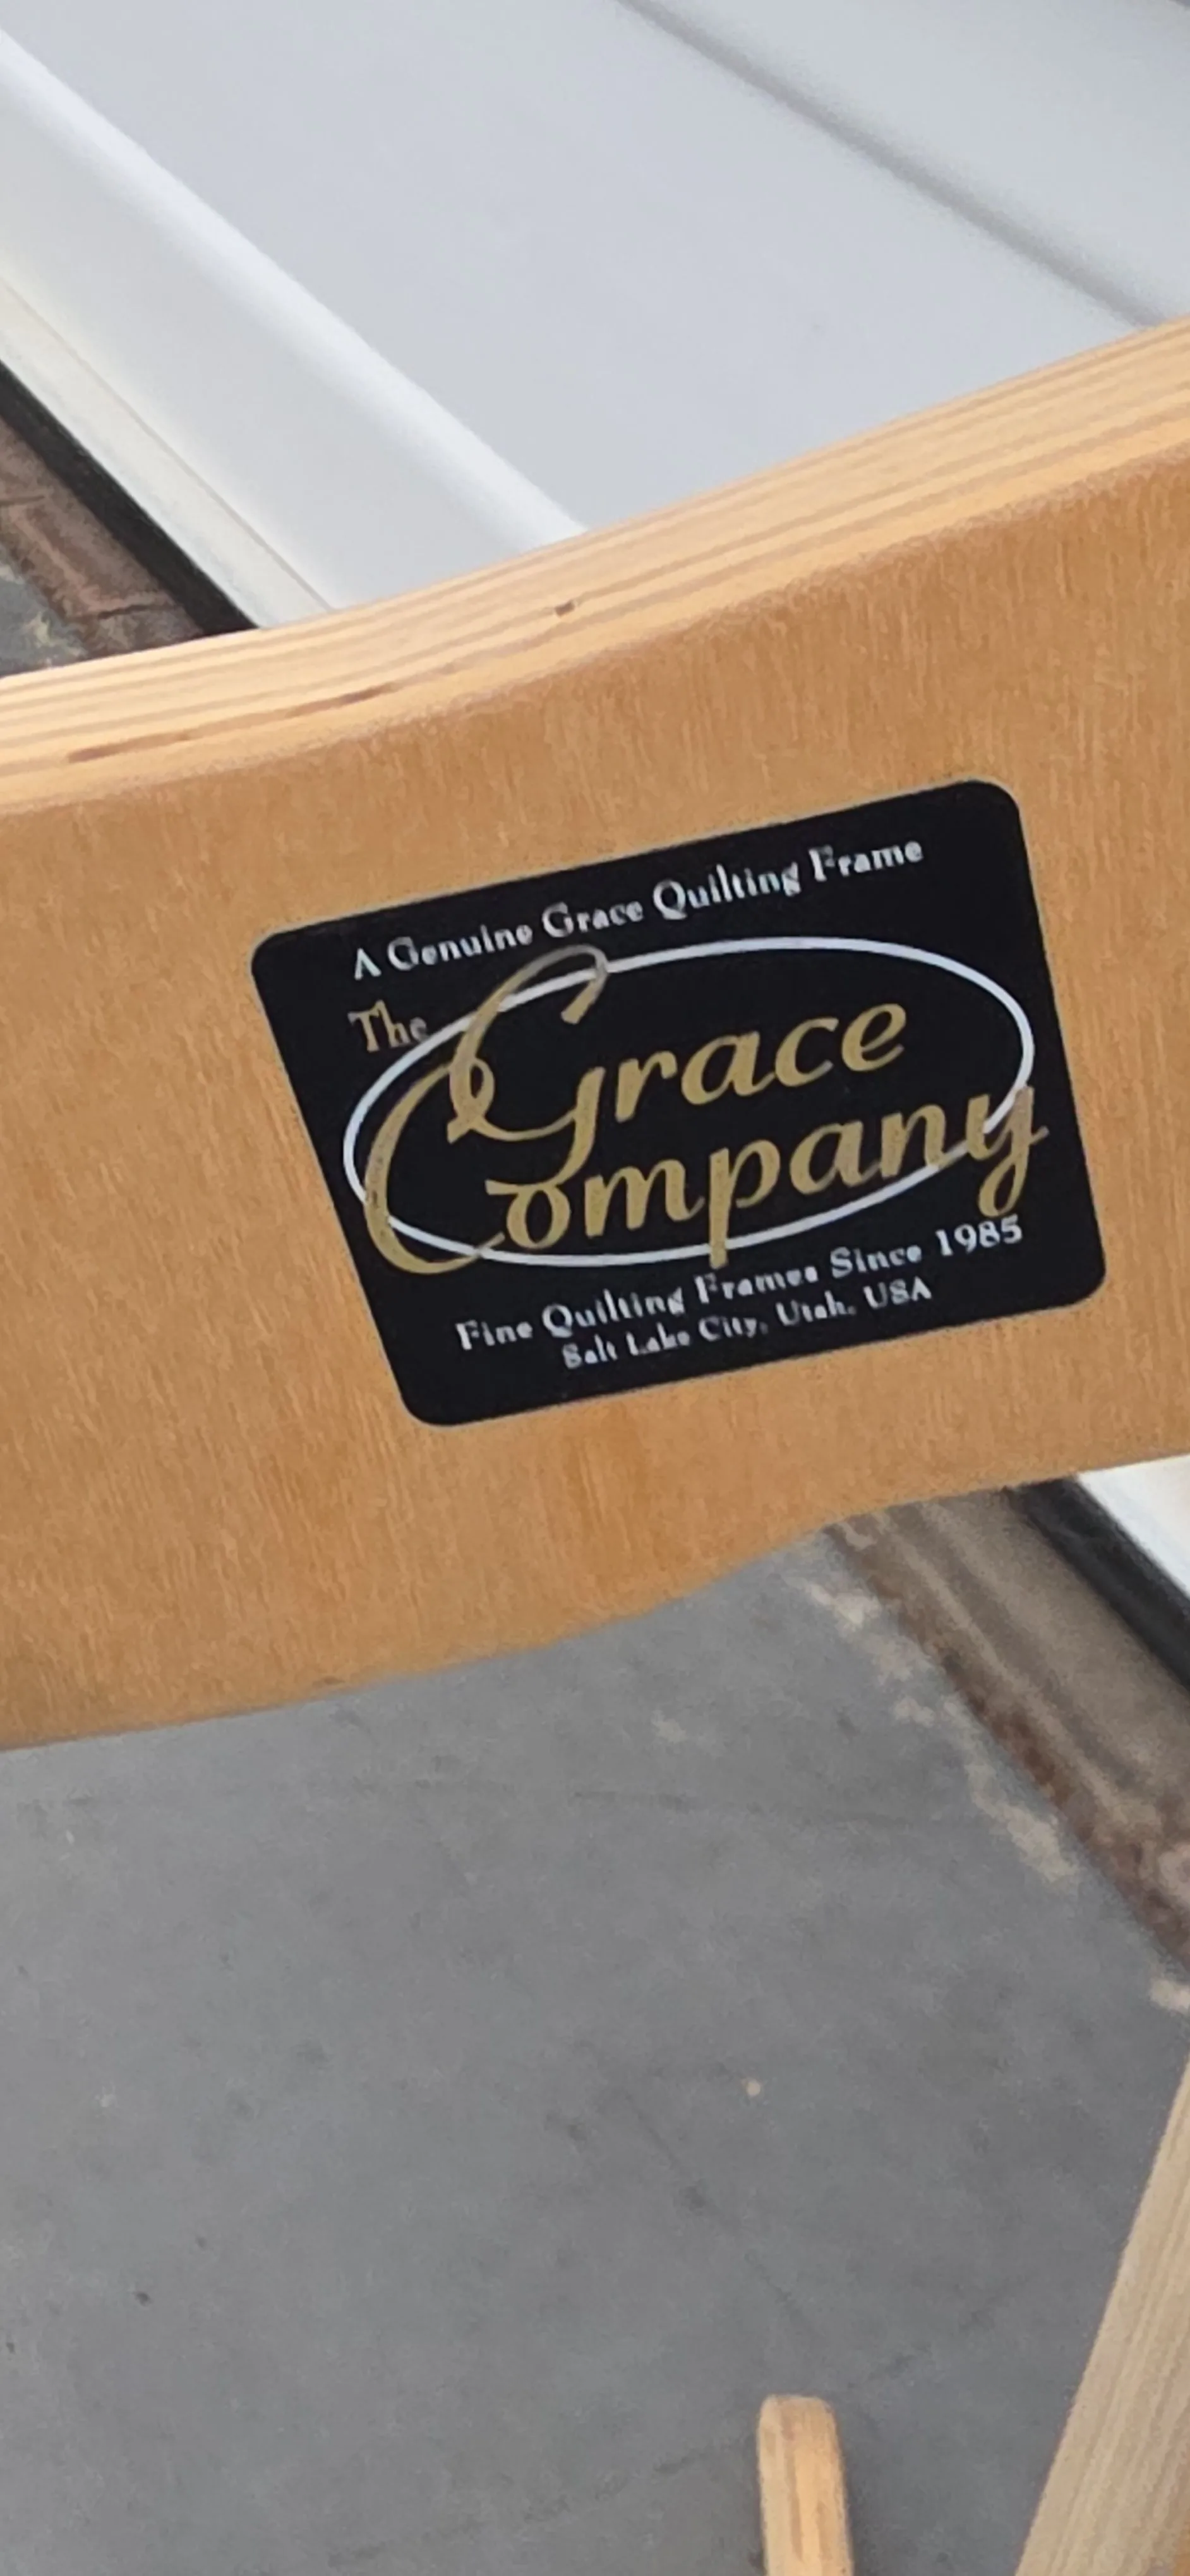 A Genuine Grace Quilting Frame
The
Grace
Company
Fine Quilting Frames Since 1985
Salt Lake City, Utah, USA